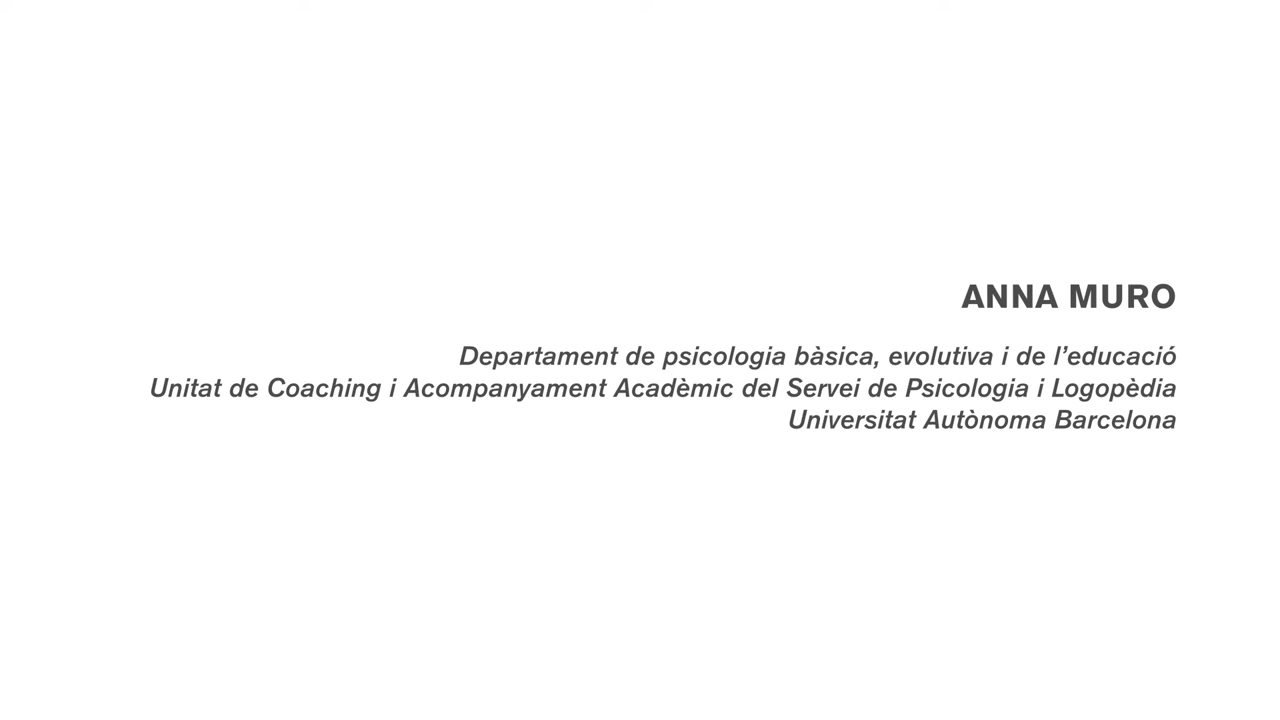 ANNA MURO
Departament de psicologia bàsica, evolutiva i de l’educació
Unitat de Coaching i Acompanyament Acadèmic del Servei de Psicologia i Logopèdia
Universitat Autònoma Barcelona